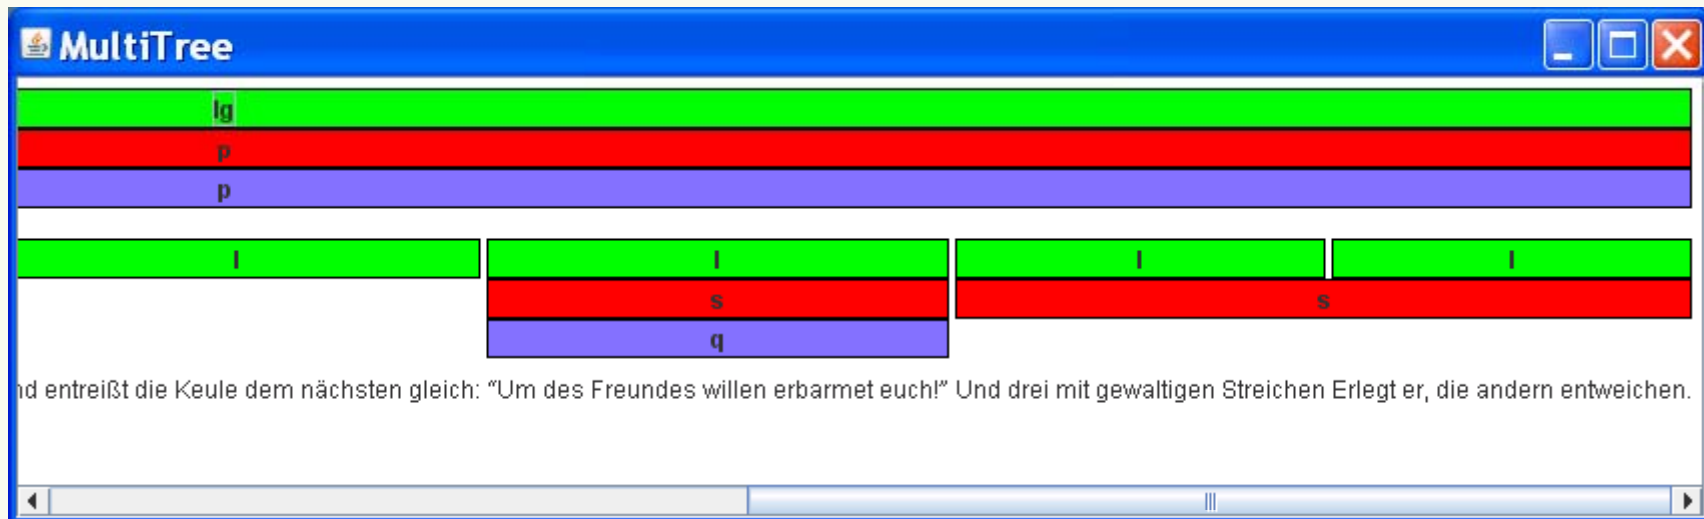 MultiTree
lg
p
p
l l l l
s s
q
nd entreißt die Keule dem nächsten gleich: “Um des Freundes willen erbarmet euch!” Und drei mit gewaltigen Streichen Erlegt er, die andern entweichen.